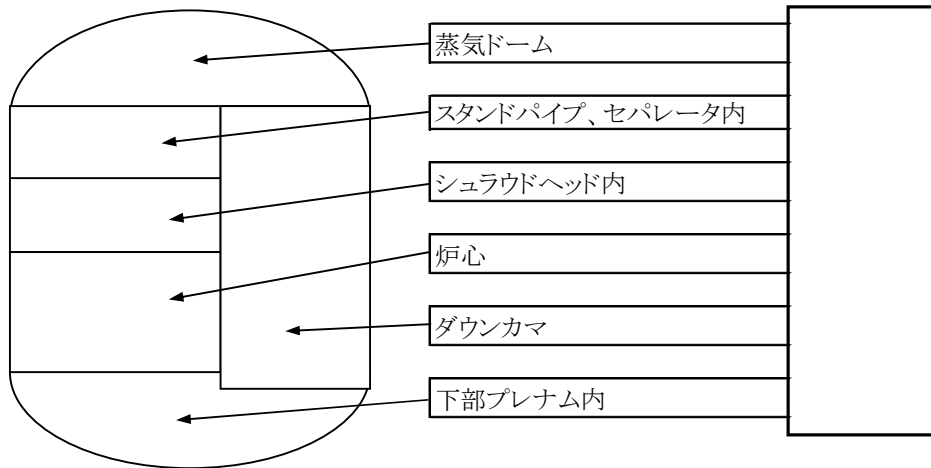 蒸気ドーム
スタンドパイプ、セパレータ内
シュラウドヘッド内
炉心
ダウンカマ
下部プレナム内